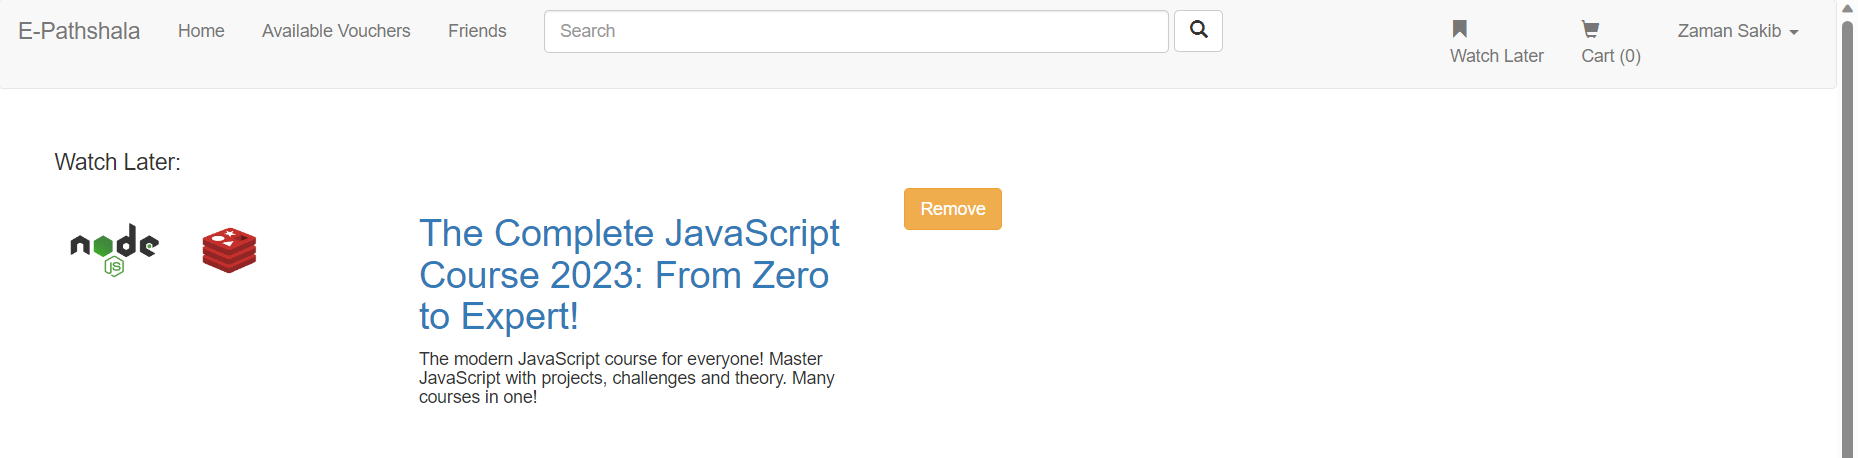 E-Pathshala Home Available Vouchers Friends Search Watch Later Cart (0) Zaman Sakib
Watch Later:
node
JS
The Complete JavaScript
Course 2023: From Zero
to Expert!
The modern JavaScript course for everyone! Master
JavaScript with projects, challenges and theory. Many
courses in one!
Remove